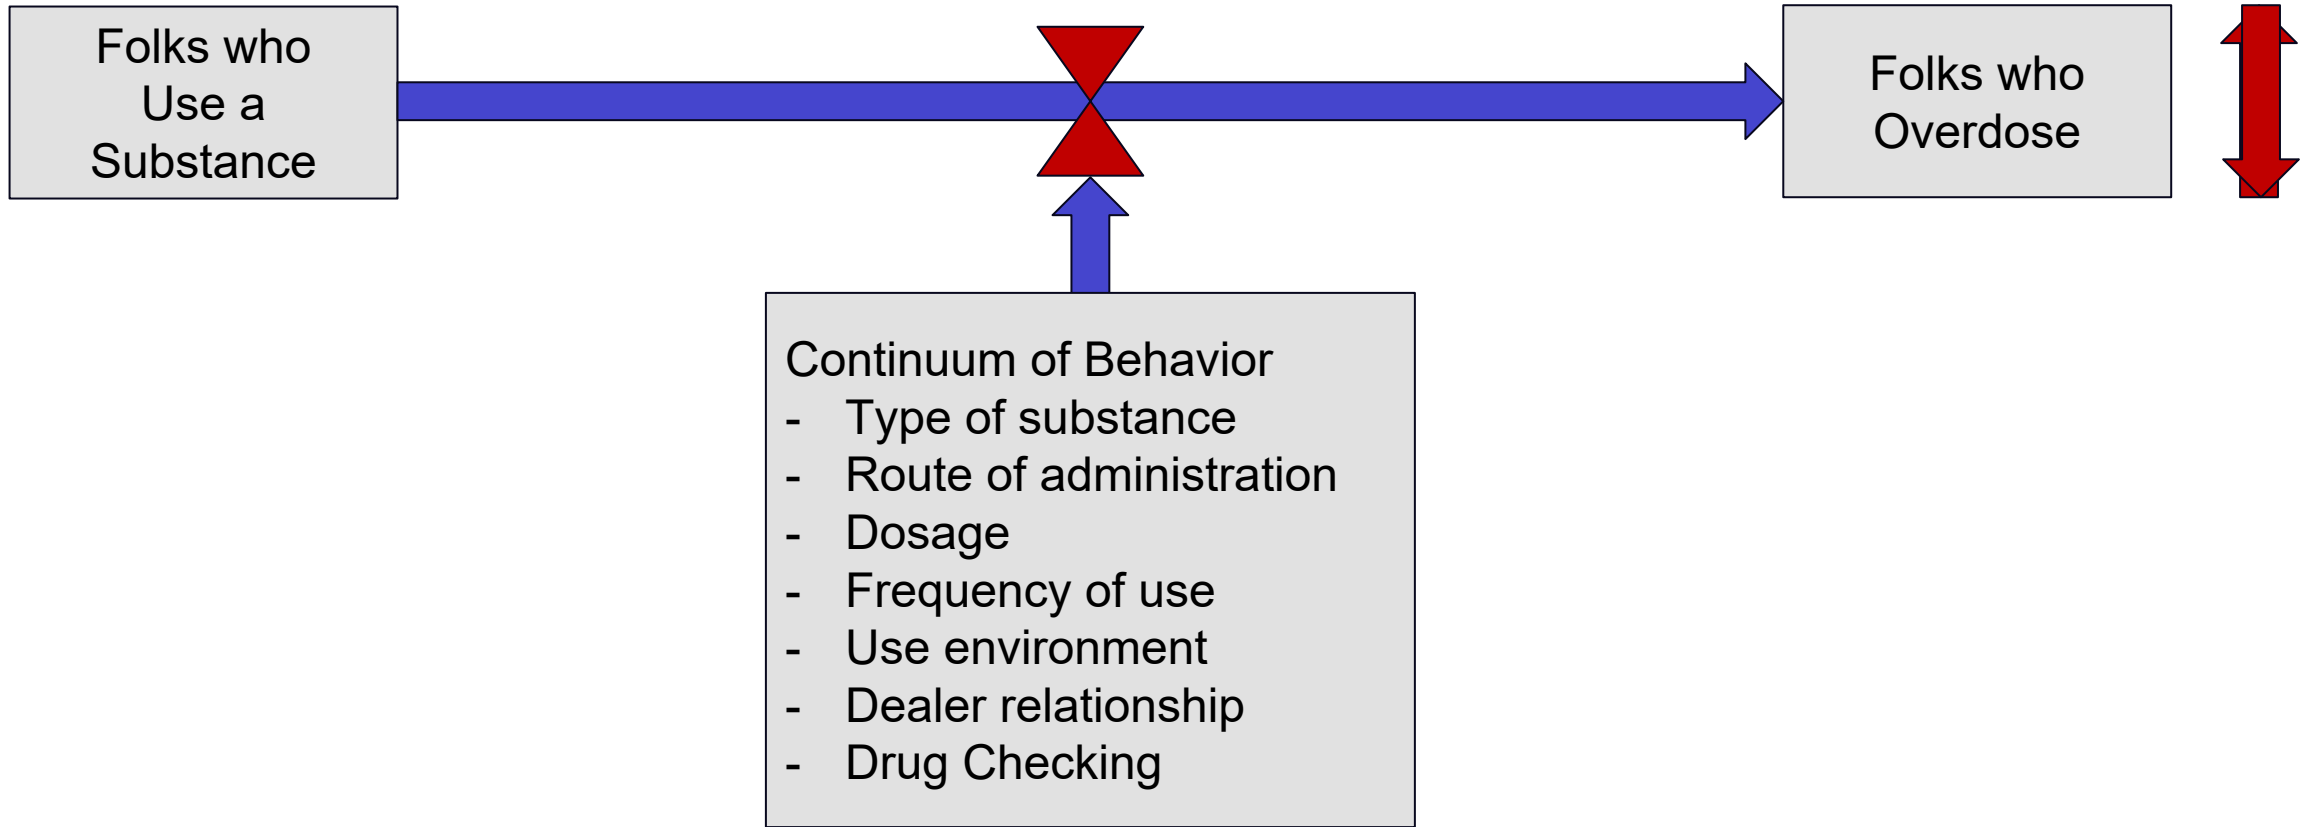 Folks who
Use a
Substance
Folks who
Overdose
Continuum of Behavior
- Type of substance
- Route of administration
- Dosage
- Frequency of use
- Use environment
- Dealer relationship
- Drug Checking